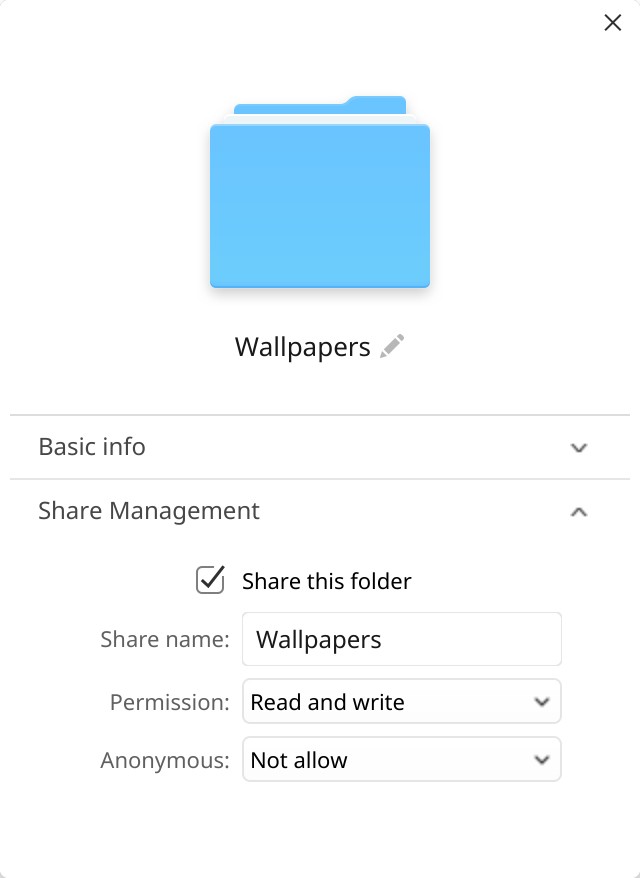 Wallpapers
Basic info
Share Management
Share this folder
Share name: Wallpapers
Permission: Read and write
Anonymous: Not allow